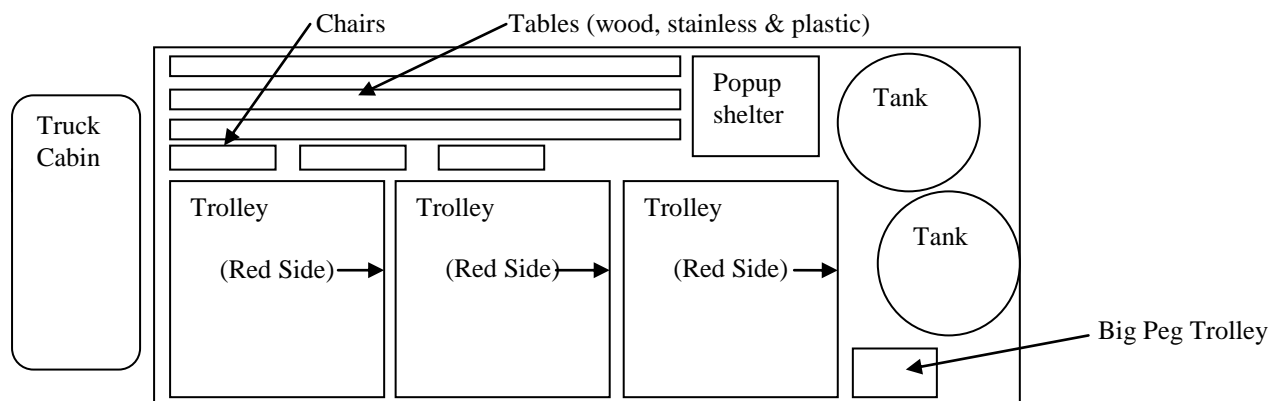 Chairs
Tables (wood, stainless & plastic)
Truck
Cabin
Popup
shelter
Tank
Trolley
Trolley
Trolley
Tank
(Red Side)
(Red Side)
(Red Side)
Big Peg Trolley